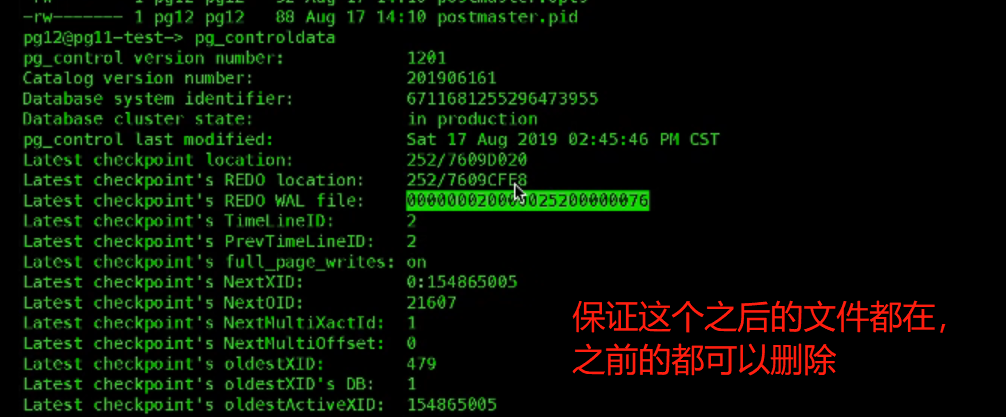 -rw------- 1 pg12 pg12 88 Aug 17 14:10 postmaster.pid
pg12@pg11-test-> pg_controldata
pg_control version number: 1201
Catalog version number: 201906161
Database system identifier: 6711681255296473955
Database cluster state: in production
pg_control last modified: Sat 17 Aug 2019 02:45:46 PM CST
Latest checkpoint location: 252/7609D020
Latest checkpoint's REDO location: 252/7609CFE8
Latest checkpoint's REDO WAL file: 000000020000025200000076
Latest checkpoint's TimeLineID: 2
Latest checkpoint's PrevTimeLineID: 2
Latest checkpoint's full_page_writes: on
Latest checkpoint's NextXID: 0:154865005
Latest checkpoint's NextOID: 21607
Latest checkpoint's NextMultiXactId: 1
Latest checkpoint's NextMultiOffset: 0
Latest checkpoint's oldestXID: 479
Latest checkpoint's oldestXID's DB: 1
Latest checkpoint's oldestActiveXID: 154865005
保证这个之后的文件都在，
之前的都可以删除